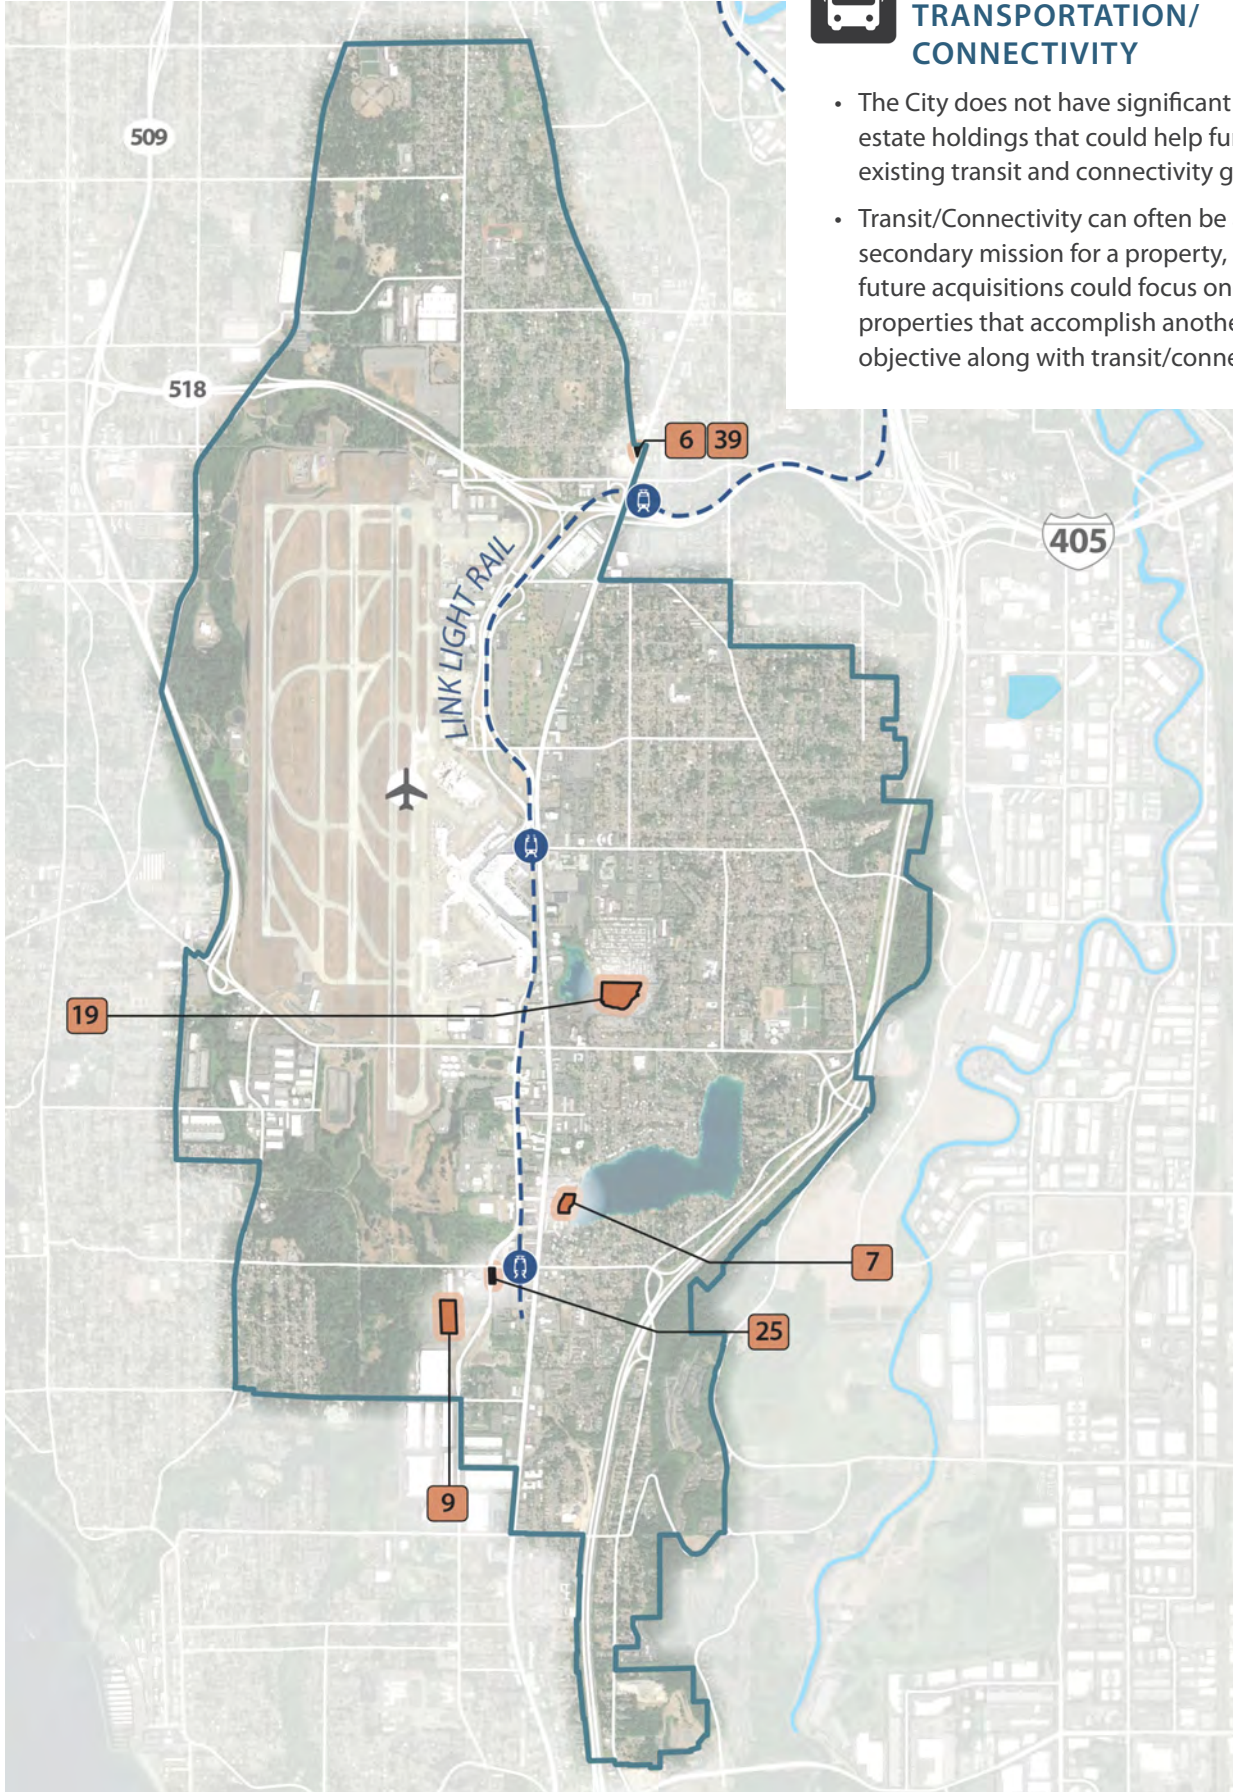 TRANSPORTATION/
CONNECTIVITY
• The City does not have significant
estate holdings that could help
existing transit and connectivity
• Transit/Connectivity can often be
secondary mission for a property,
future acquisitions could focus on
properties that accomplish
objective along with
509
518
6 39
405
LINK LIGHT RAIL
19
7
25
9